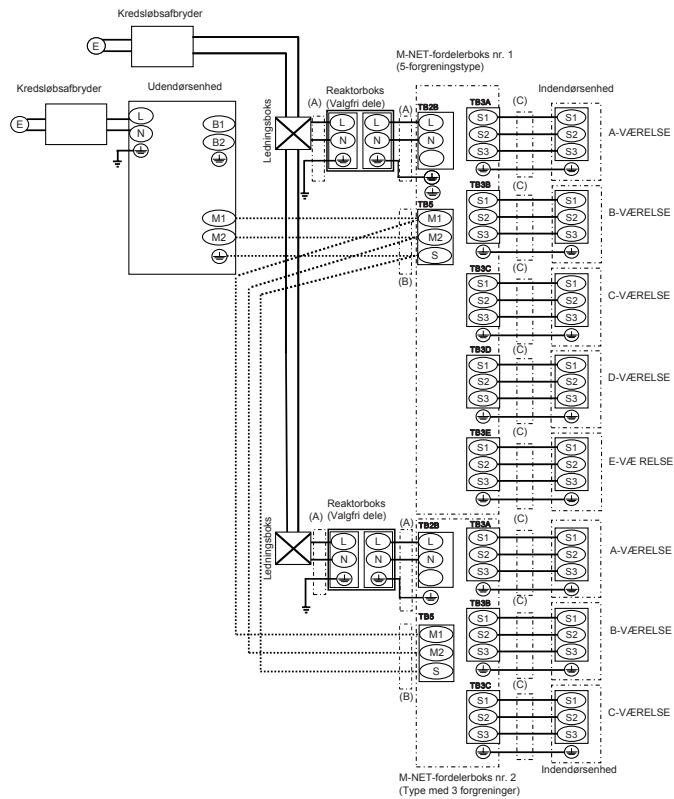 Kredsløbsafbryder
E
Kredsløbsafbryder
E
Udendørsenhed
L
N
B1
B2
M1
M2
Ledningsboks
(A)
Reaktorboks
(Valgfri dele)
L
N
L
N
(A)
M-NET-fordelerboks nr. 1
(5-forgreningstype)
TB2B
L
N
TB5
M1
M2
S
(B)
Indendørsenhed
TB3A
(C)
S1
S2
S3
S1
S2
S3
A-VÆRELSE
TB3B
(C)
S1
S2
S3
S1
S2
S3
B-VÆRELSE
TB3C
(C)
S1
S2
S3
S1
S2
S3
C-VÆRELSE
TB3D
(C)
S1
S2
S3
S1
S2
S3
D-VÆRELSE
TB3E
(C)
S1
S2
S3
S1
S2
S3
E-VÆ RELSE
Ledningsboks
(A)
Reaktorboks
(Valgfri dele)
L
N
L
N
(A)
TB2B
L
N
TB5
M1
M2
S
(B)
TB3A
(C)
S1
S2
S3
S1
S2
S3
A-VÆRELSE
TB3B
(C)
S1
S2
S3
S1
S2
S3
B-VÆRELSE
TB3C
(C)
S1
S2
S3
S1
S2
S3
C-VÆRELSE
Indendørsenhed
M-NET-fordelerboks nr. 2
(Type med 3 forgreninger)